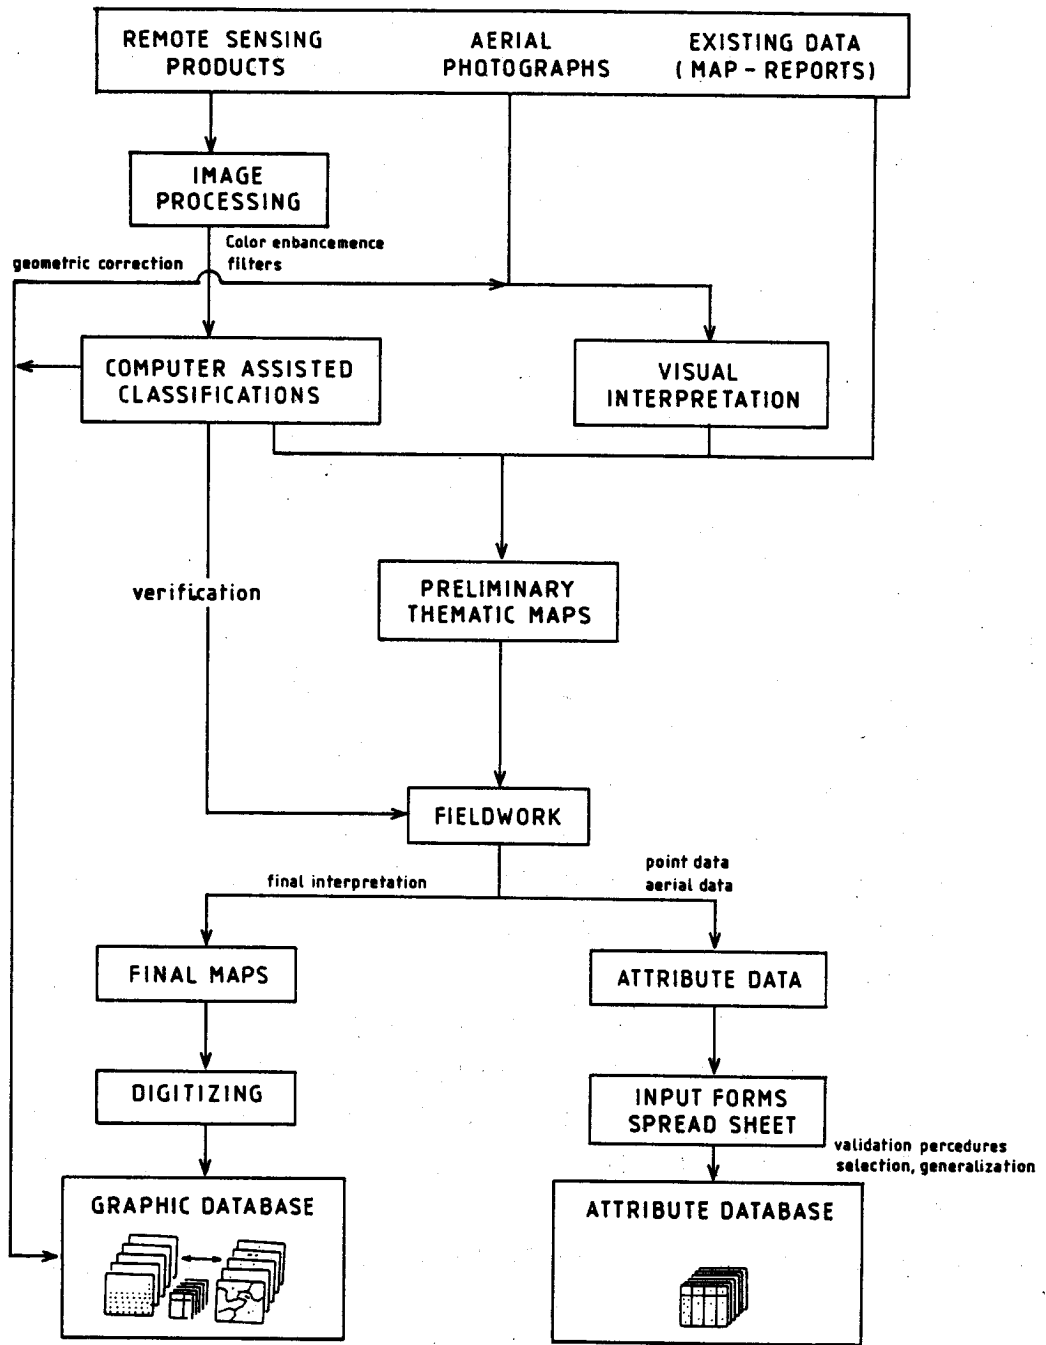 REMOTE SENSING
PRODUCTS
AERIAL
PHOTOGRAPHS
EXISTING DATA
(MAP - REPORTS)
IMAGE
PROCESSING
Color enbancemence
filters
geometric correction
COMPUTER ASSISTED
CLASSIFICATIONS
VISUAL
INTERPRETATION
verification
PRELIMINARY
THEMATIC MAPS
FIELDWORK
final interpretation
point data
aerial data
FINAL MAPS
ATTRIBUTE DATA
DIGITIZING
INPUT FORMS
SPREAD SHEET
validation percedures
selection, generalization
GRAPHIC DATABASE
ATTRIBUTE DATABASE